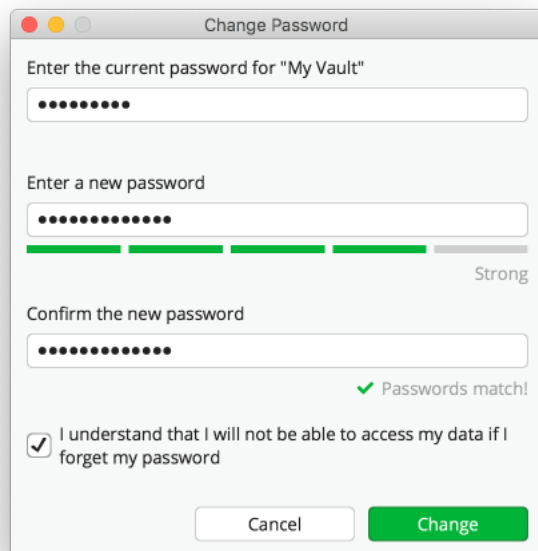 Change Password
Enter the current password for "My Vault"
●●●●●●●●●
Enter a new password
●●●●●●●●●●●●●
Strong
Confirm the new password
●●●●●●●●●●●●●
✔ Passwords match!
I understand that I will not be able to access my data if I
forget my password
Cancel
Change